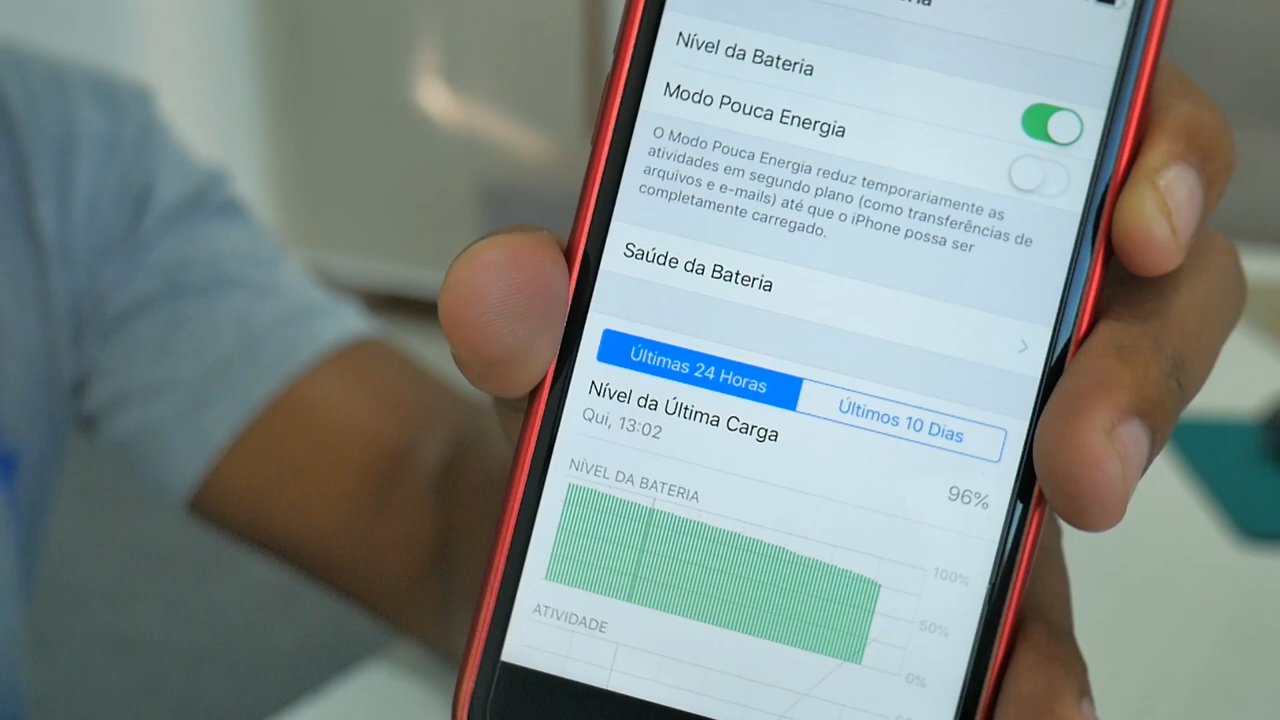 Nível da Bateria
Modo Pouca Energia
O Modo Pouca Energia reduz temporariamente as
atividades em segundo plano (como transferências de
arquivos e e-mails) até que o iPhone possa ser
completamente carregado.
Saúde da Bateria
Últimas 24 Horas
Últimos 10 Dias
Nível da Última Carga
Qui, 13:02
96%
NÍVEL DA BATERIA
100%
50%
0%
ATIVIDADE